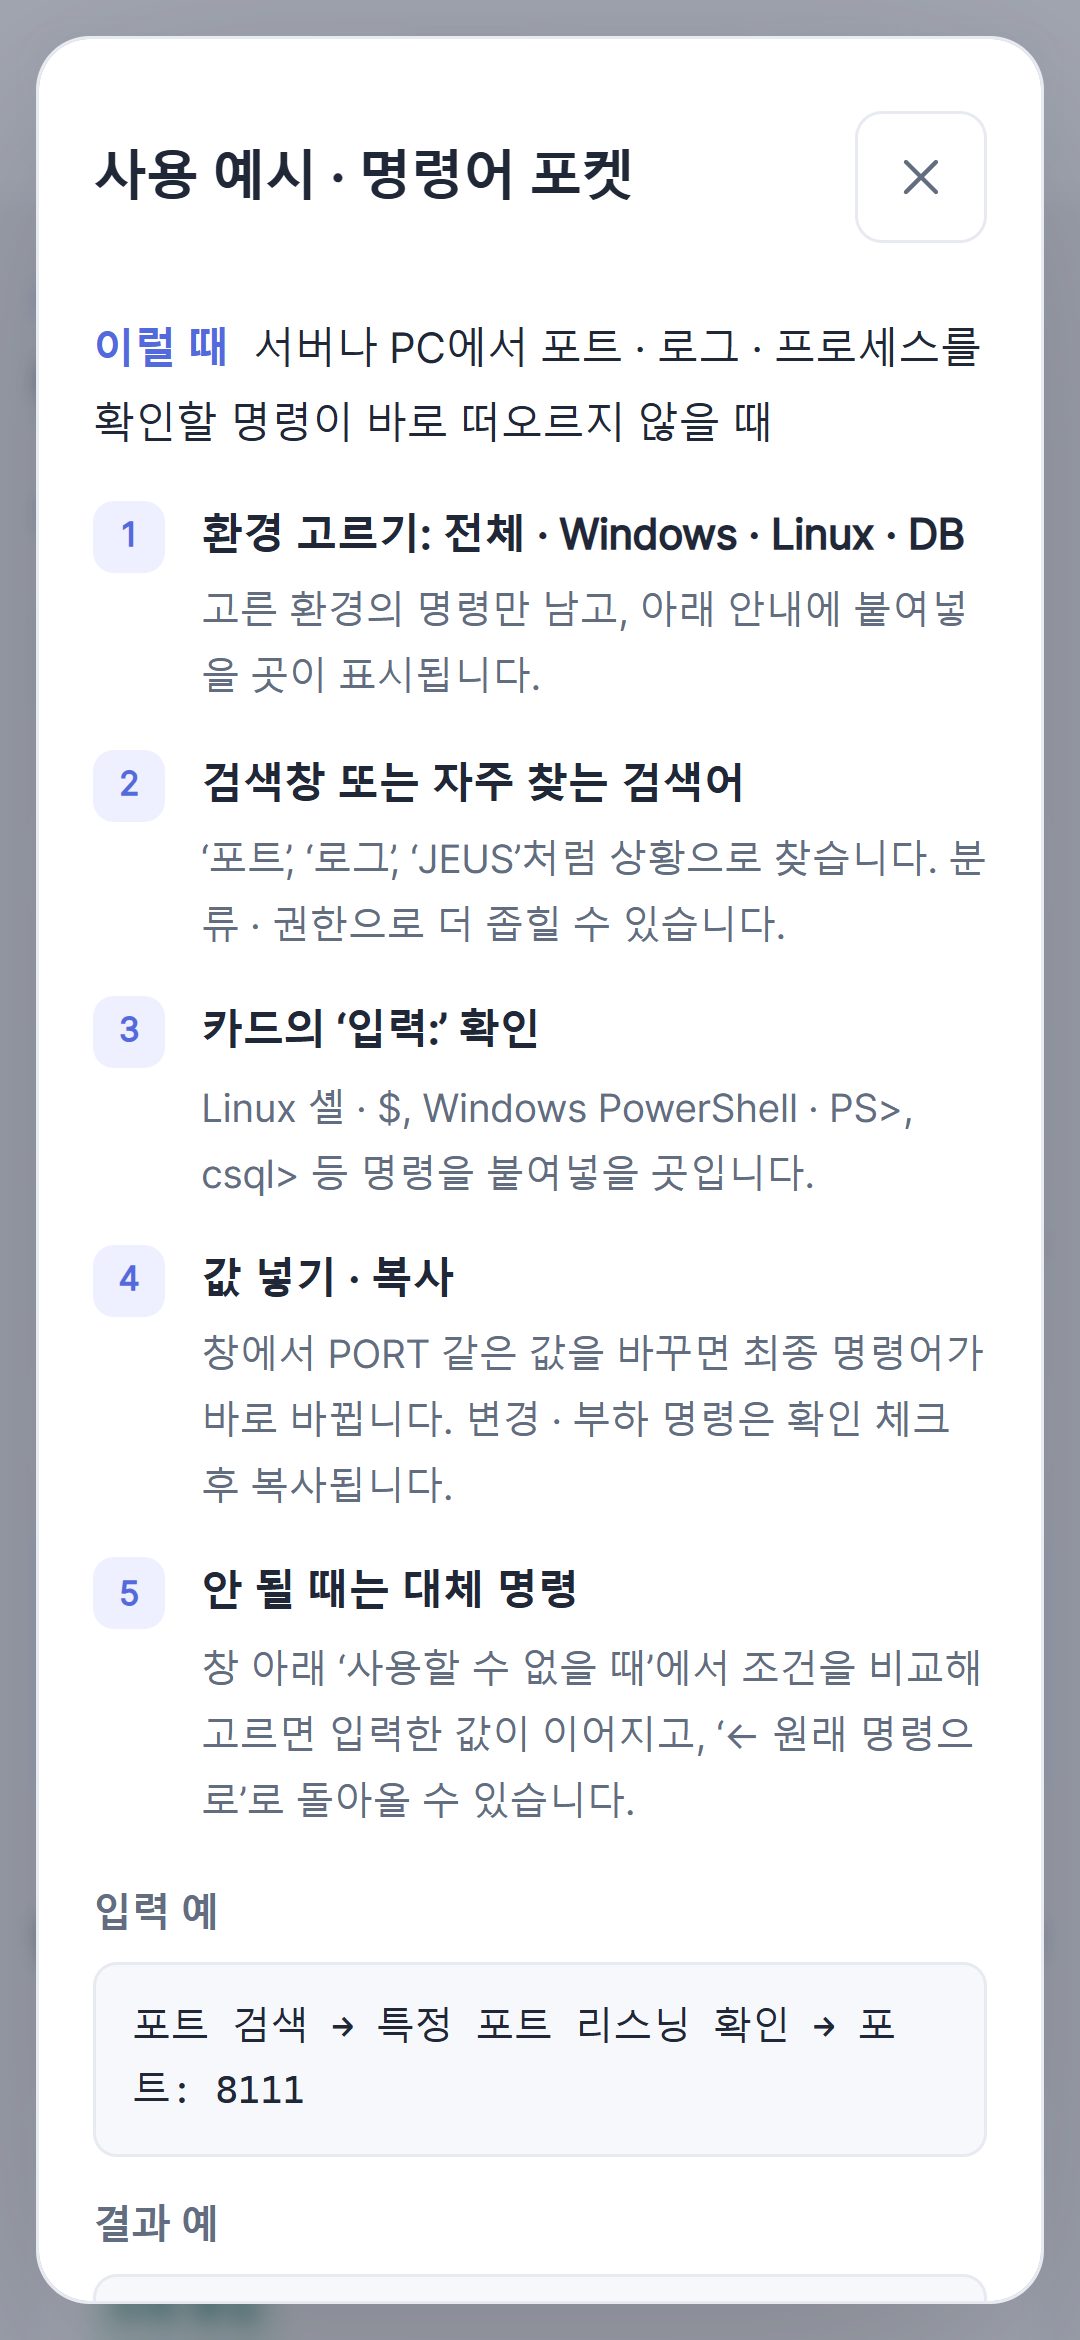 사용 예시 · 명령어 포켓
이럴 때 서버나 PC에서 포트 · 로그 · 프로세스를
확인할 명령이 바로 떠오르지 않을 때
1 환경 고르기: 전체 · Windows · Linux · DB
고른 환경의 명령만 남고, 아래 안내에 붙여넣
을 곳이 표시됩니다.
2 검색창 또는 자주 찾는 검색어
‘포트’, ‘로그’, ‘JEUS’처럼 상황으로 찾습니다. 분
류 · 권한으로 더 좁힐 수 있습니다.
3 카드의 ‘입력:’ 확인
Linux 셸 · $, Windows PowerShell · PS>,
csql> 등 명령을 붙여넣을 곳입니다.
4 값 넣기 · 복사
창에서 PORT 같은 값을 바꾸면 최종 명령어가
바로 바뀝니다. 변경 · 부하 명령은 확인 체크
후 복사됩니다.
5 안 될 때는 대체 명령
창 아래 ‘사용할 수 없을 때’에서 조건을 비교해
고르면 입력한 값이 이어지고, ‘← 원래 명령으
로’로 돌아올 수 있습니다.
입력 예
포트 검색 → 특정 포트 리스닝 확인 → 포
트: 8111
결과 예